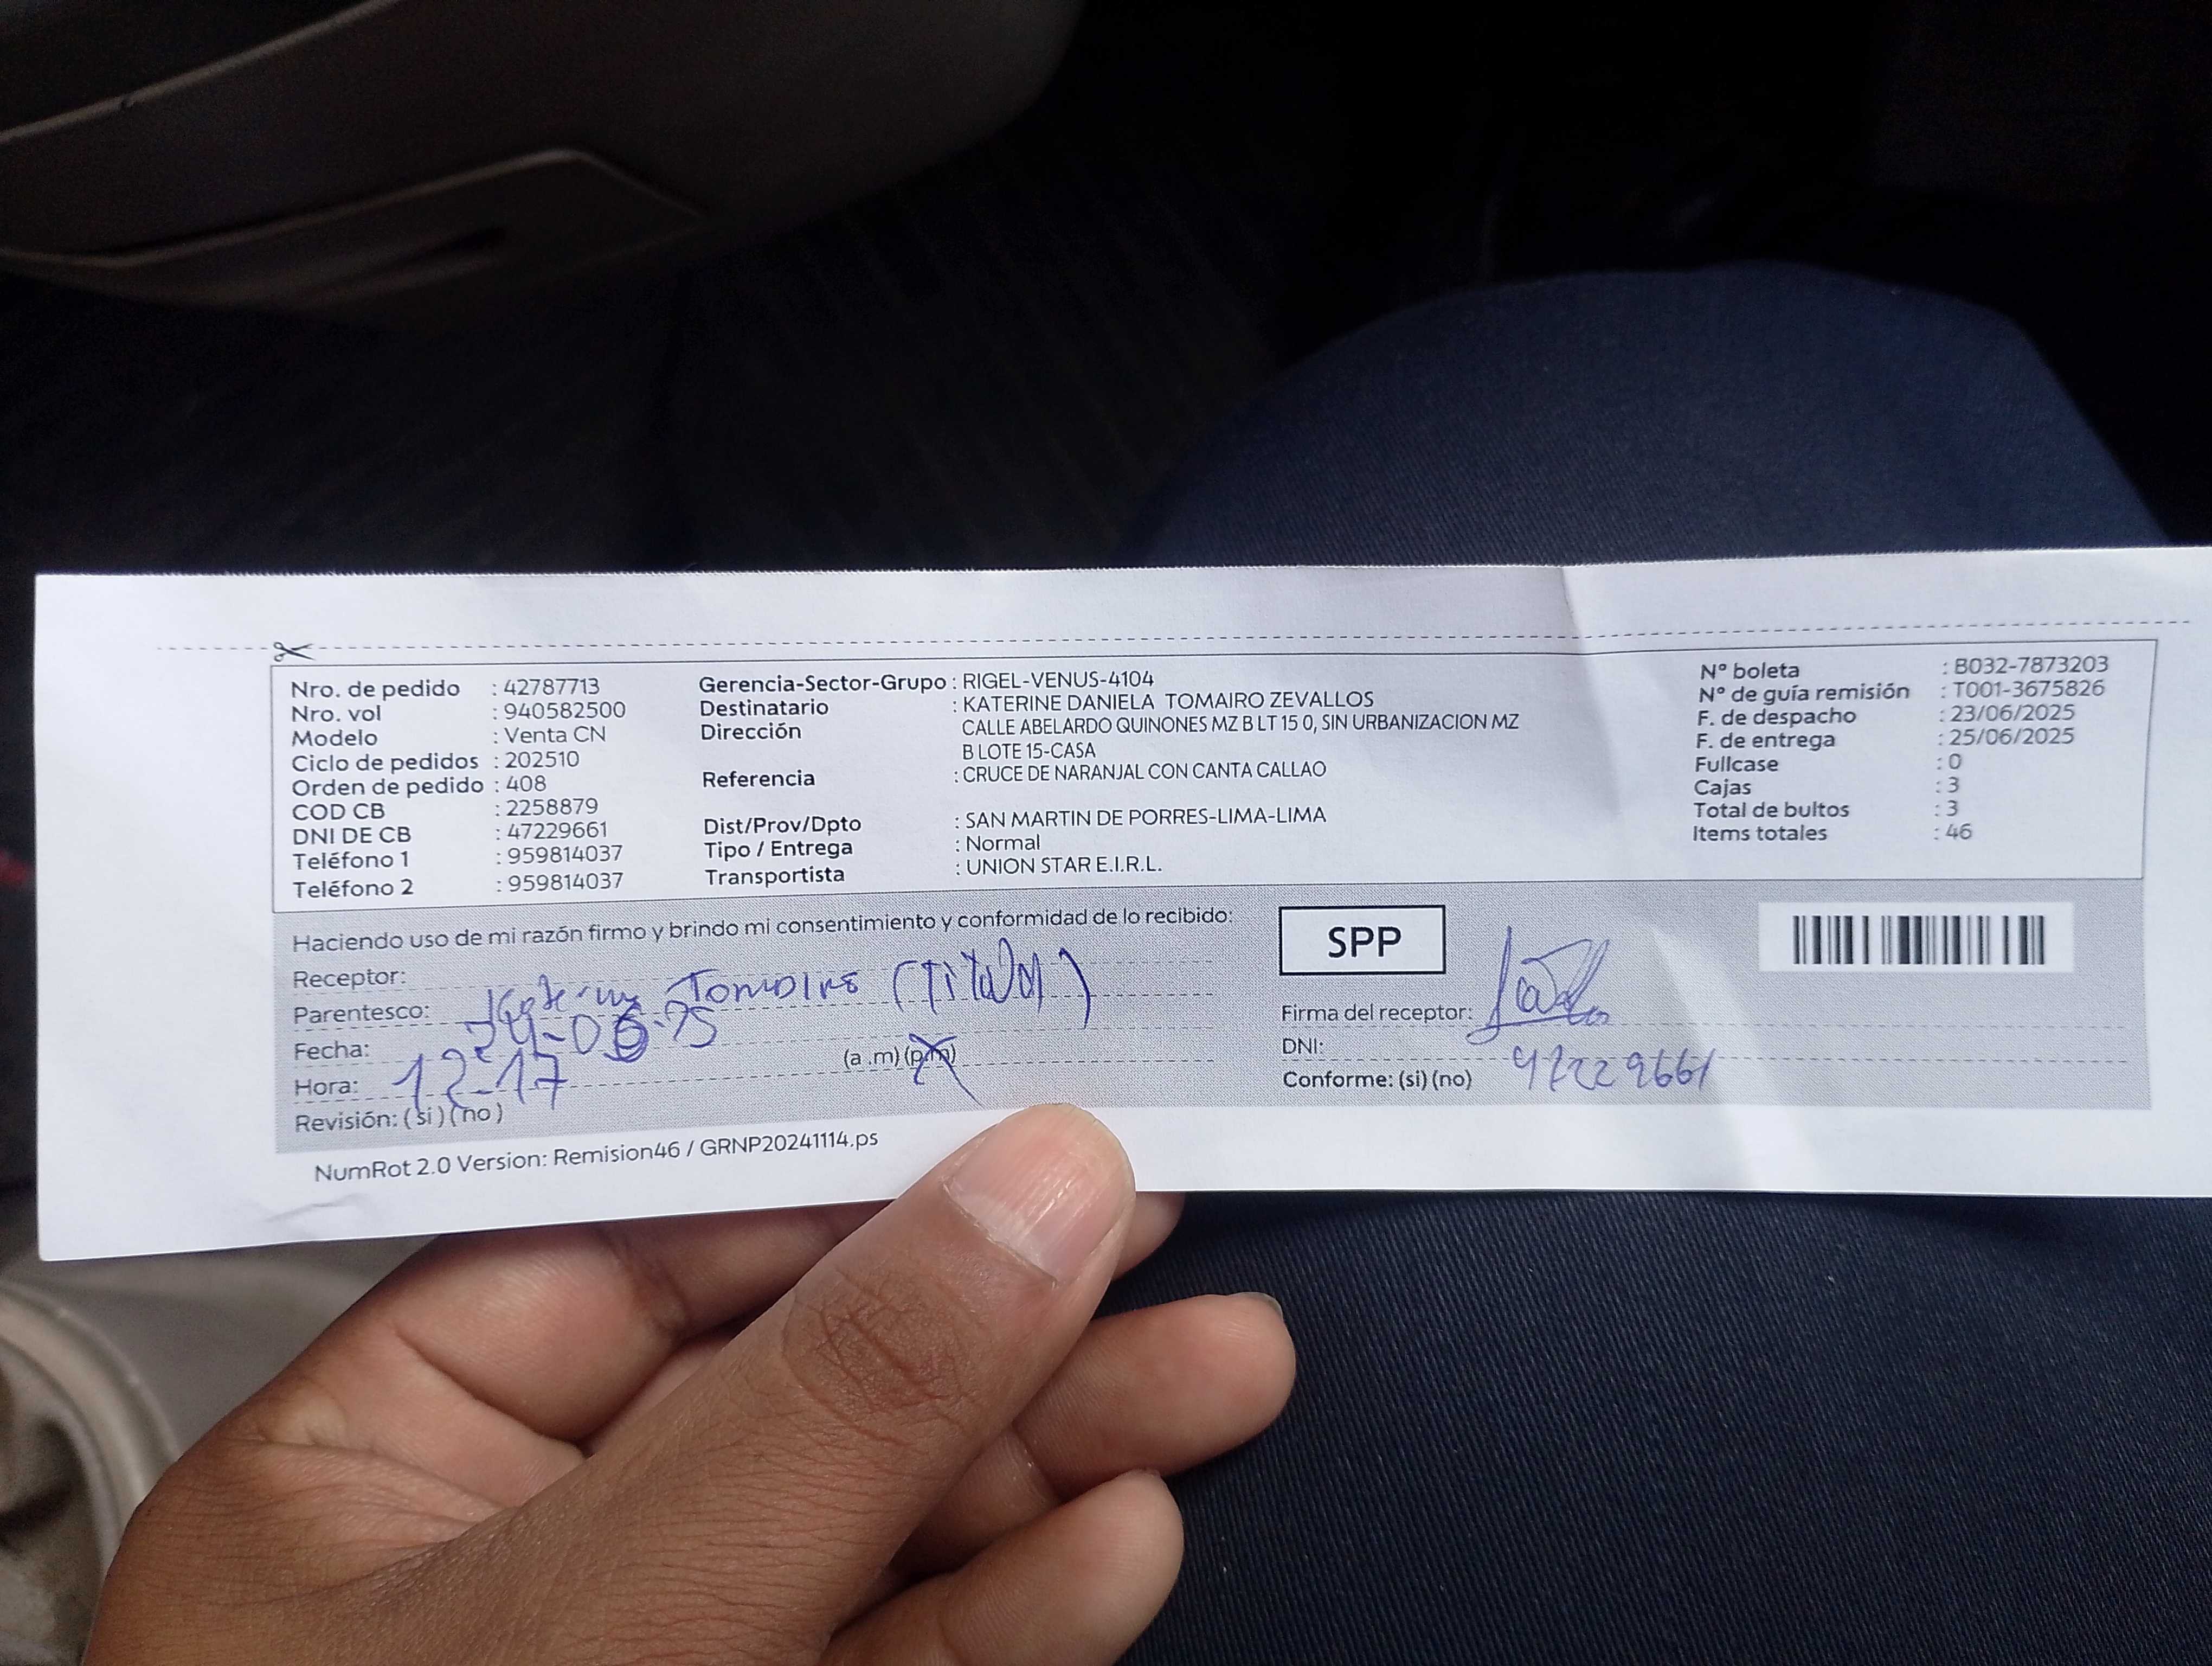 Nro. de pedido : 42787713
Nro. vol : 940582500
Modelo : Venta CN
Ciclo de pedidos : 202510
Orden de pedido : 408
COD CB : 2258879
DNI DE CB : 47229661
Teléfono 1 : 959814037
Teléfono 2 : 959814037
Gerencia-Sector-Grupo : RIGEL-VENUS-4104
Destinatario : KATERINE DANIELA TOMAIRO ZEVALLOS
Dirección CALLE ABELARDO QUINONES MZ B LT 15 0, SIN URBANIZACION MZ
B LOTE 15-CASA
Referencia : CRUCE DE NARANJAL CON CANTA CALLAO
Dist/Prov/Dpto : SAN MARTIN DE PORRES-LIMA-LIMA
Tipo / Entrega : Normal
Transportista : UNION STAR E.I.R.L.
N° boleta : B032-7873203
N° de guía remisión : T001-3675826
F. de despacho : 23/06/2025
F. de entrega : 25/06/2025
Fullcase : 0
Cajas : 3
Total de bultos : 3
Items totales : 46
Haciendo uso de mi razón firmo y brindo mi consentimiento y conformidad de lo recibido:
Receptor:
Parentesco: (Titular)
Fecha:
Hora: 12:17 (a .m) (p.m)
Revisión: ( si ) ( no )
SPP
Firma del receptor:
DNI: 47229661
Conforme: (si) (no)
NumRot 2.0 Version: Remision46 / GRNP20241114.ps